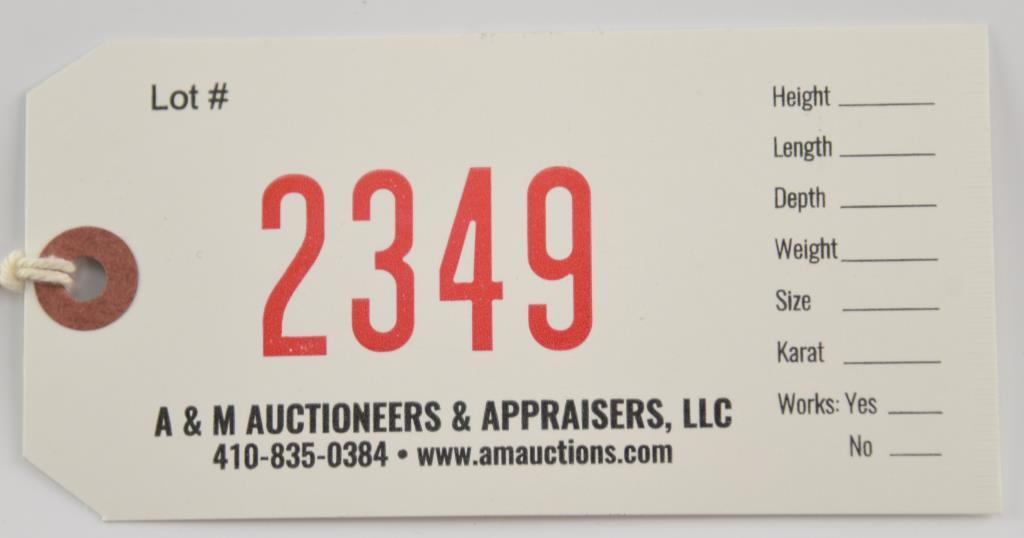 Lot #
2349
A & M AUCTIONEERS & APPRAISERS, LLC
410-835-0384 • www.amauctions.com
Height
Length
Depth
Weight
Size
Karat
Works: Yes
No